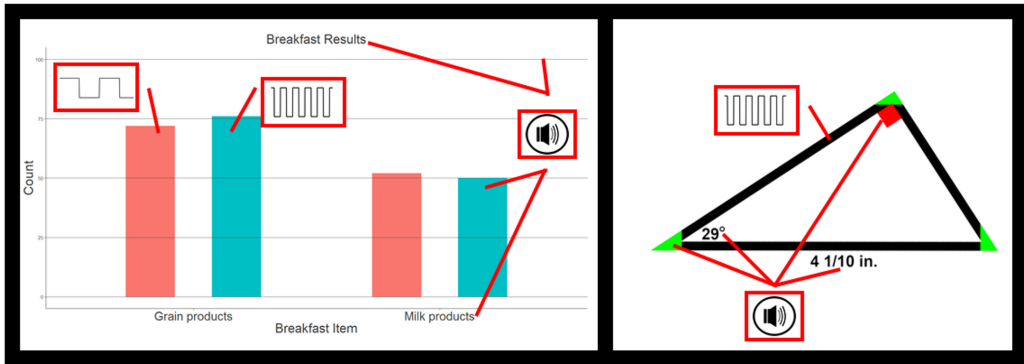 Breakfast Results
100
75
50
25
0
Count
Grain products
Milk products
Breakfast Item
29°
4 1/10 in.